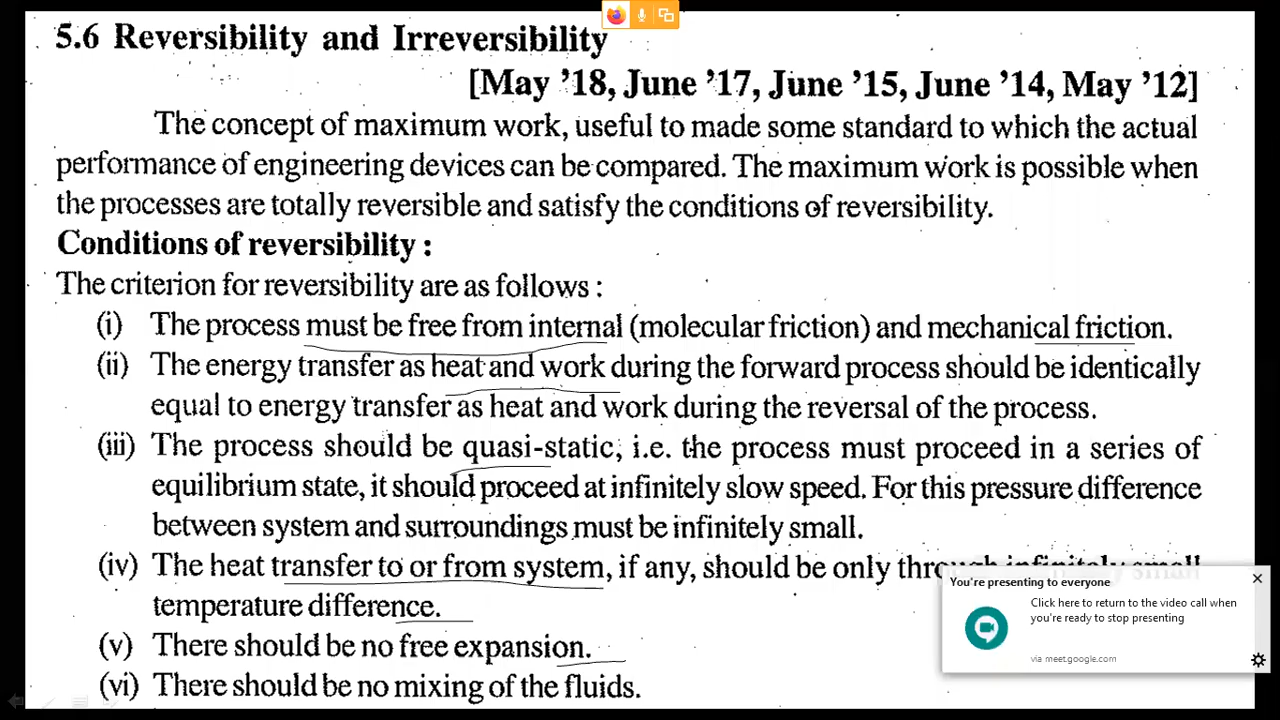 5.6 Reversibility and Irreversibility
[May '18, June '17, June '15, June '14, May '12]
The concept of maximum work, useful to made some standard to which the actual
performance of engineering devices can be compared. The maximum work is possible when
the processes are totally reversible and satisfy the conditions of reversibility.
Conditions of reversibility :
The criterion for reversibility are as follows :
(i) The process must be free from internal (molecular friction) and mechanical friction.
(ii) The energy transfer as heat and work during the forward process should be identically
equal to energy transfer as heat and work during the reversal of the process.
(iii) The process should be quasi-static, i.e. the process must proceed in a series of
equilibrium state, it should proceed at infinitely slow speed. For this pressure difference
between system and surroundings must be infinitely small.
(iv) The heat transfer to or from system, if any, should be only through infinitely small
temperature difference.
(v) There should be no free expansion.
(vi) There should be no mixing of the fluids.
You're presenting to everyone
Click here to return to the video call when
you're ready to stop presenting
via meet.google.com